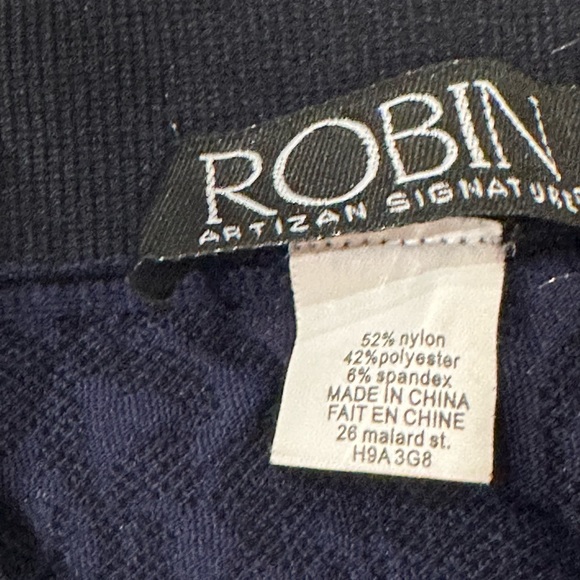 ROBIN
ARTIZAN SIGNATURE
52% nylon
42%polyester
6% spandex
MADE IN CHINA
FAIT EN CHINE
26 malard st.
H9A 3G8